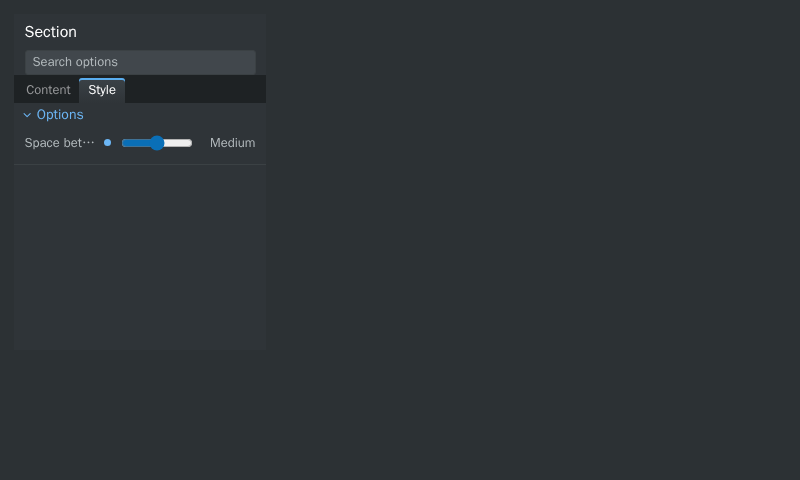 Section
Search options
Content Style
Options
Space bet··· Medium